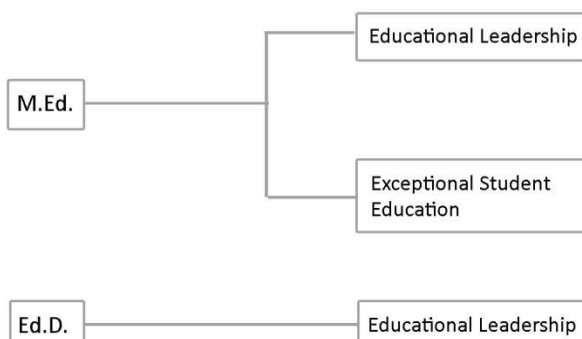 Educational Leadership
M.Ed.
Exceptional Student
Education
Ed.D.
Educational Leadership